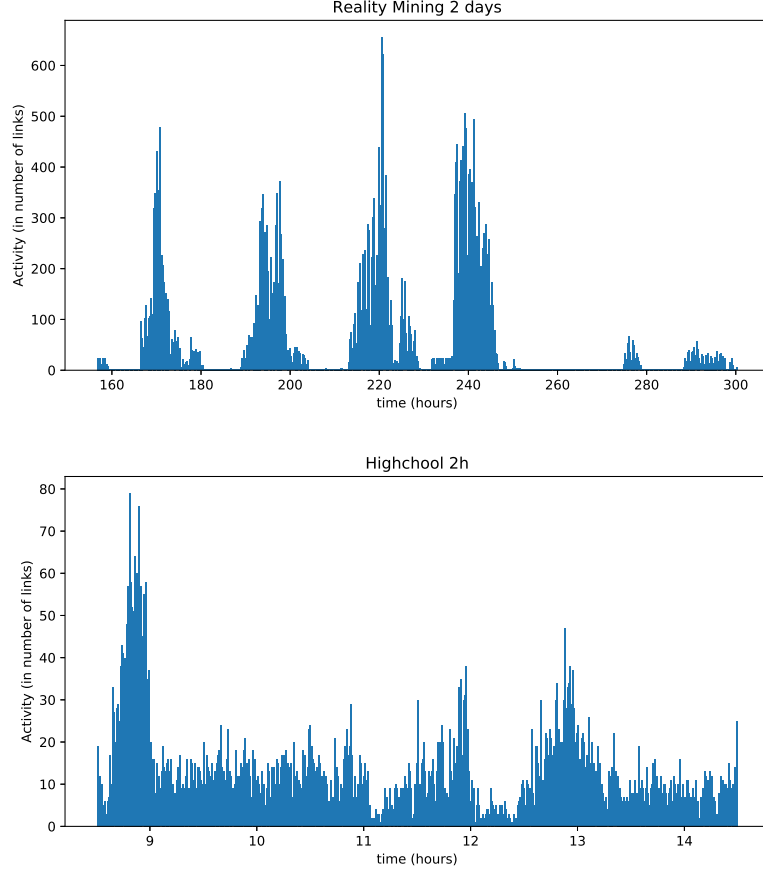 Reality Mining 2 days
Activity (in number of links)
600
500
400
300
200
100
0
160 180 200 220 240 260 280 300
time (hours)
Highchool 2h
Activity (in number of links)
80
70
60
50
40
30
20
10
0
9 10 11 12 13 14
time (hours)